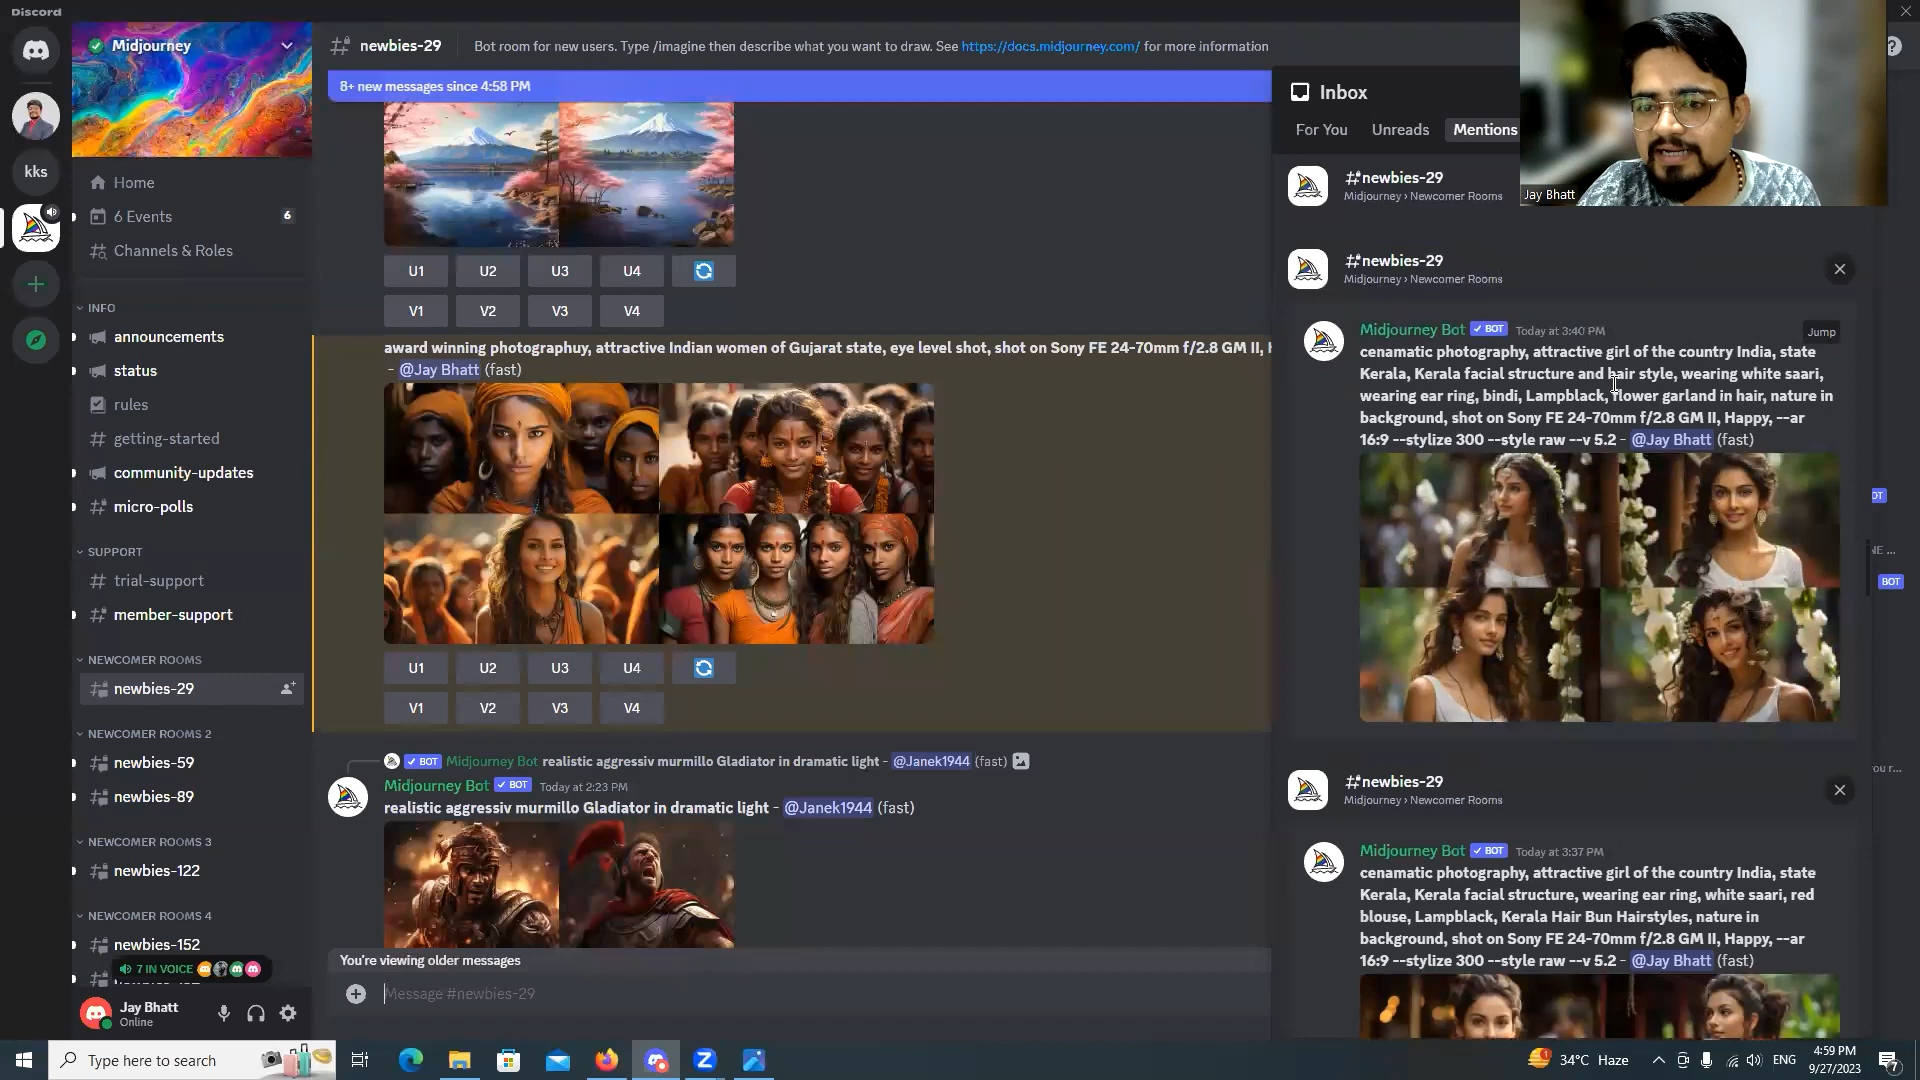 Discord
Midjourney
kks
Home
6 Events
6
Channels & Roles
INFO
announcements
status
rules
getting-started
community-updates
micro-polls
SUPPORT
trial-support
member-support
NEWCOMER ROOMS
newbies-29
NEWCOMER ROOMS 2
newbies-59
newbies-89
NEWCOMER ROOMS 3
newbies-122
NEWCOMER ROOMS 4
newbies-152
7 IN VOICE
Jay Bhatt
Online
newbies-29
Bot room for new users. Type /imagine then describe what you want to draw. See https://docs.midjourney.com/ for more information
8+ new messages since 4:58 PM
U1 U2 U3 U4
V1 V2 V3 V4
award winning photographuy, attractive Indian women of Gujarat state, eye level shot, shot on Sony FE 24-70mm f/2.8 GM II,
- @Jay Bhatt (fast)
U1 U2 U3 U4
V1 V2 V3 V4
BOT Midjourney Bot realistic aggressiv murmillo Gladiator in dramatic light - @Janek1944 (fast)
Midjourney Bot BOT Today at 2:23 PM
realistic aggressiv murmillo Gladiator in dramatic light - @Janek1944 (fast)
You're viewing older messages
Message #newbies-29
Inbox
For You Unreads Mentions
#newbies-29
Midjourney › Newcomer Rooms
Jay Bhatt
#newbies-29
Midjourney › Newcomer Rooms
Midjourney Bot BOT Today at 3:40 PM
Jump
cenamatic photography, attractive girl of the country India, state
Kerala, Kerala facial structure and hair style, wearing white saari,
wearing ear ring, bindi, Lampblack, flower garland in hair, nature in
background, shot on Sony FE 24-70mm f/2.8 GM II, Happy, --ar
16:9 --stylize 300 --style raw --v 5.2 - @Jay Bhatt (fast)
#newbies-29
Midjourney › Newcomer Rooms
Midjourney Bot BOT Today at 3:37 PM
cenamatic photography, attractive girl of the country India, state
Kerala, Kerala facial structure, wearing ear ring, white saari, red
blouse, Lampblack, Kerala Hair Bun Hairstyles, nature in
background, shot on Sony FE 24-70mm f/2.8 GM II, Happy, --ar
16:9 --stylize 300 --style raw --v 5.2 - @Jay Bhatt (fast)
BOT
Type here to search
34°C Haze
ENG
4:59 PM
9/27/2023
7